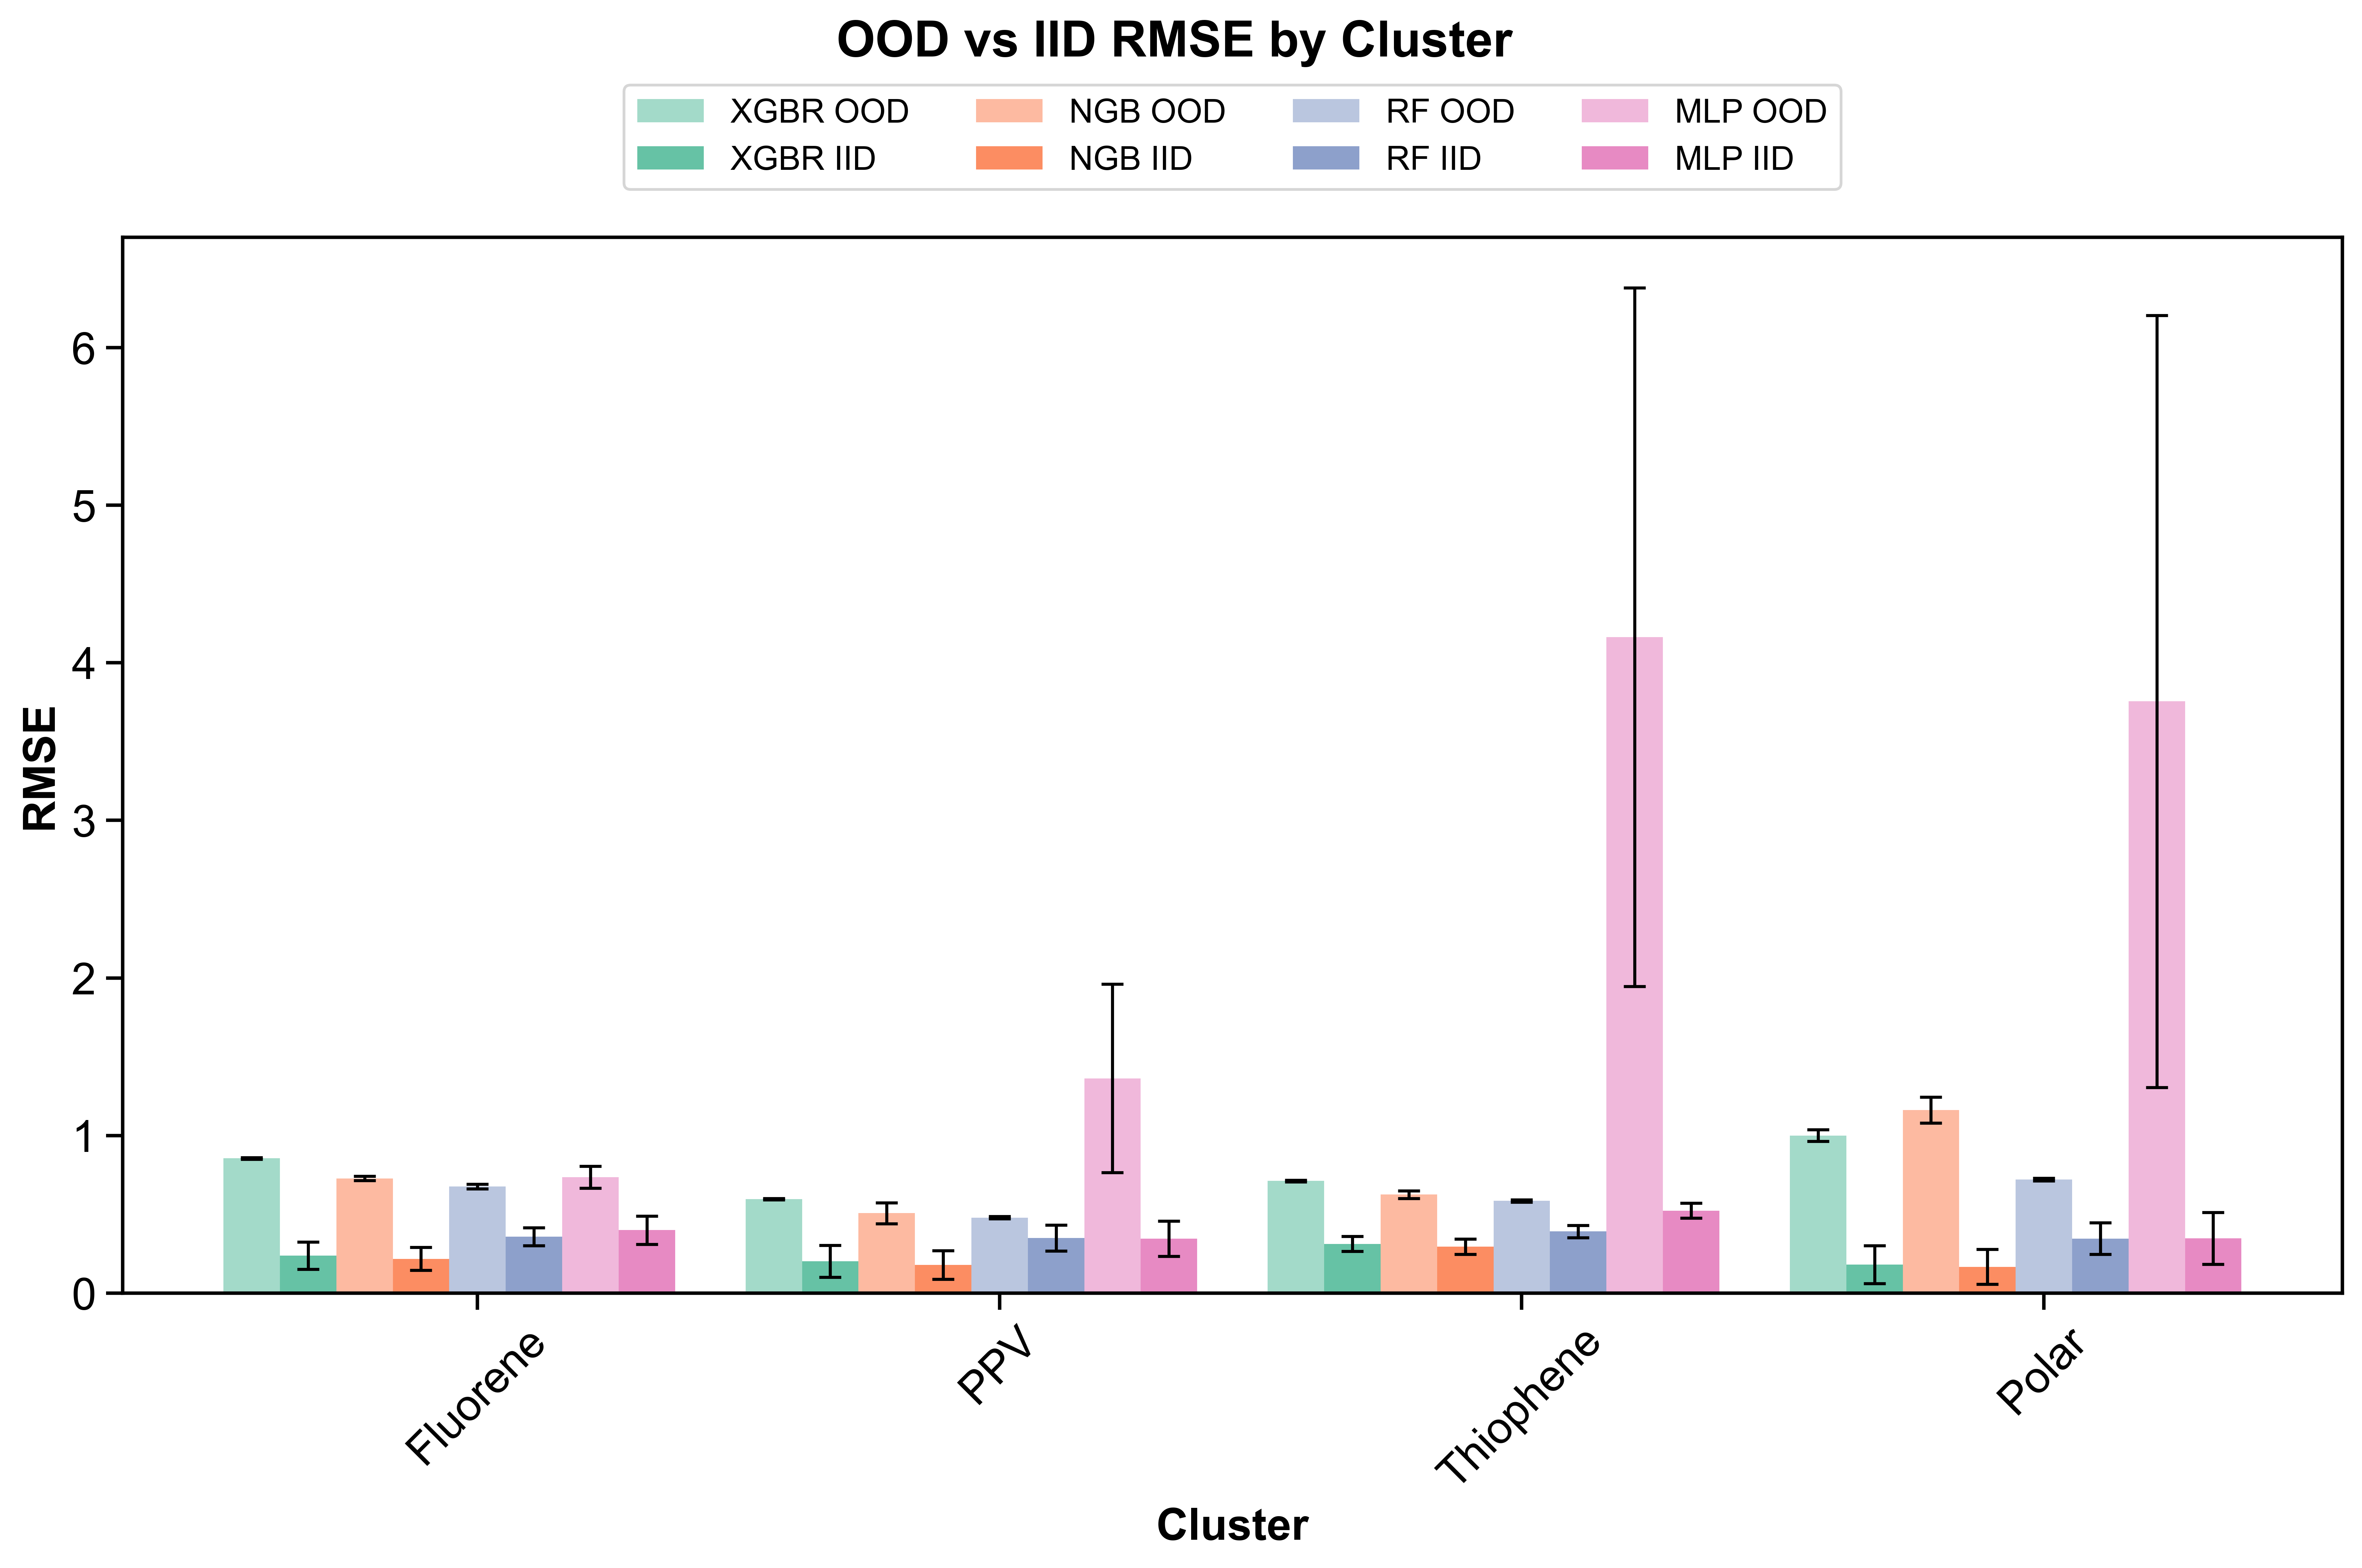 OOD vs IID RMSE by Cluster
XGBR OOD NGB OOD RF OOD MLP OOD
XGBR IID NGB IID RF IID MLP IID
RMSE
6
5
4
3
2
1
0
Fluorene PPV Thiophene Polar
Cluster